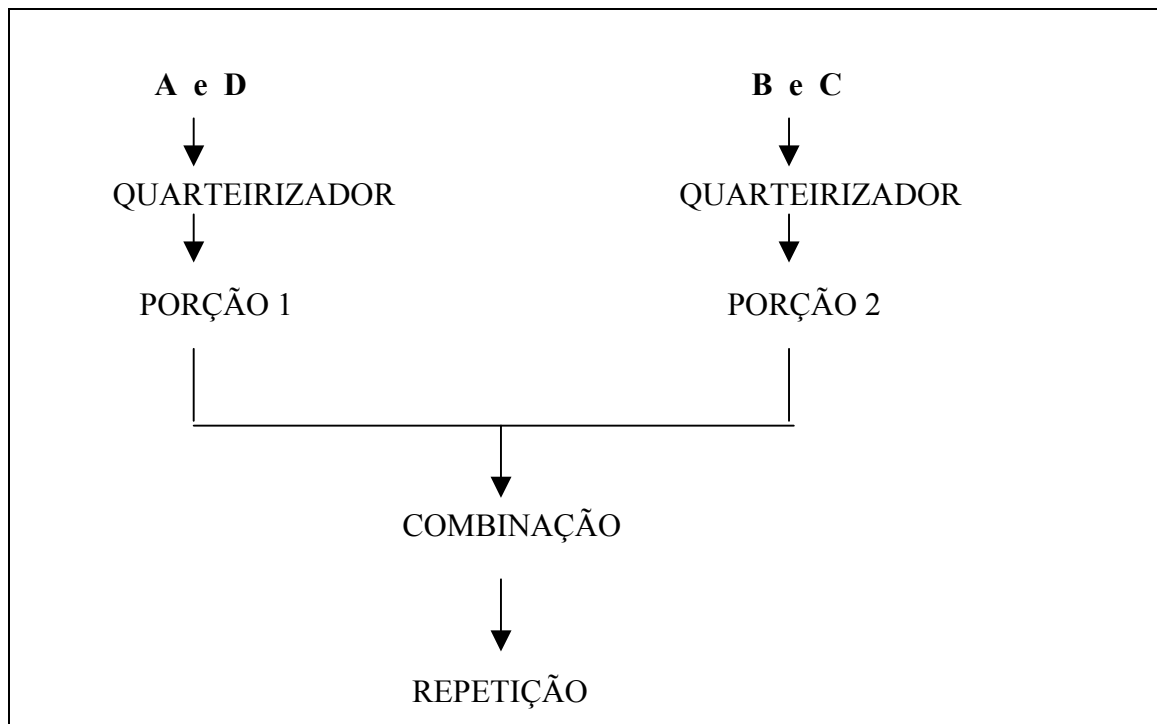 A e D
B e C
QUARTEIRIZADOR
QUARTEIRIZADOR
PORÇÃO 1
PORÇÃO 2
COMBINAÇÃO
REPETIÇÃO